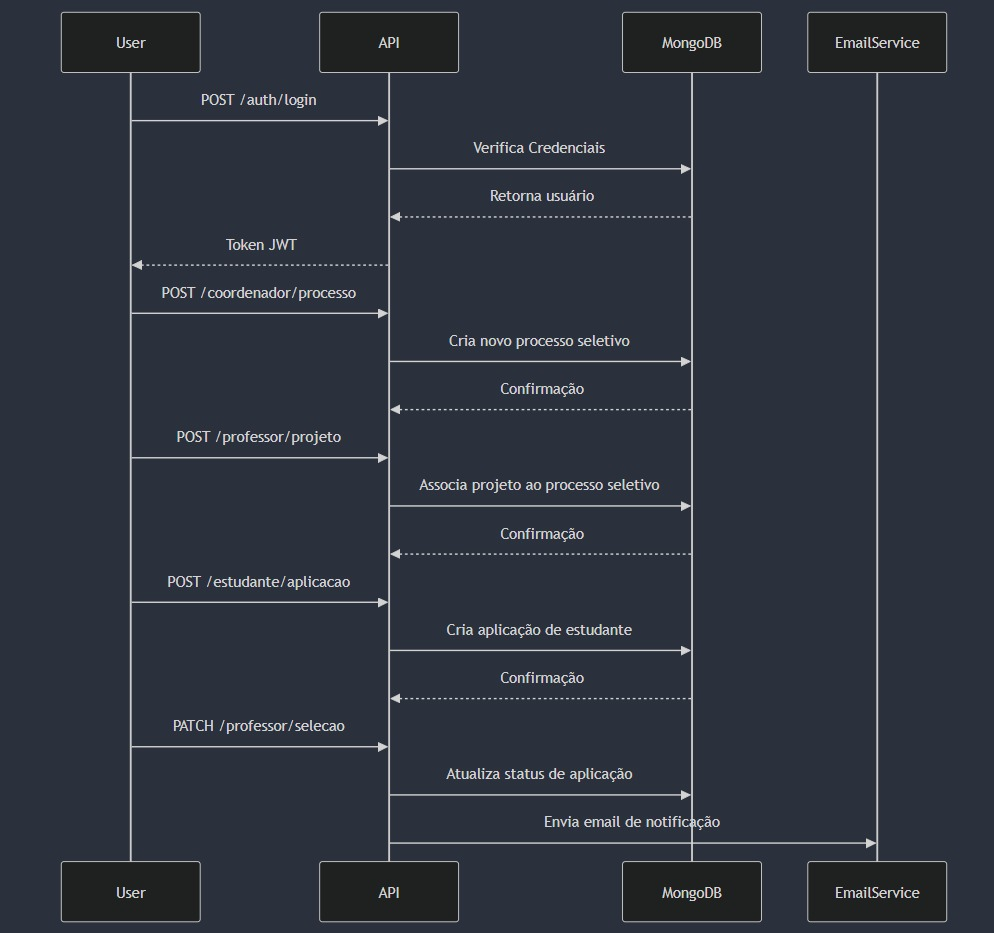 User
API
MongoDB
EmailService
POST /auth/login
Verifica Credenciais
Retorna usuário
Token JWT
POST /coordenador/processo
Cria novo processo seletivo
Confirmação
POST /professor/projeto
Associa projeto ao processo seletivo
Confirmação
POST /estudante/aplicacao
Cria aplicação de estudante
Confirmação
PATCH /professor/selecao
Atualiza status de aplicação
Envia email de notificação
User
API
MongoDB
EmailService